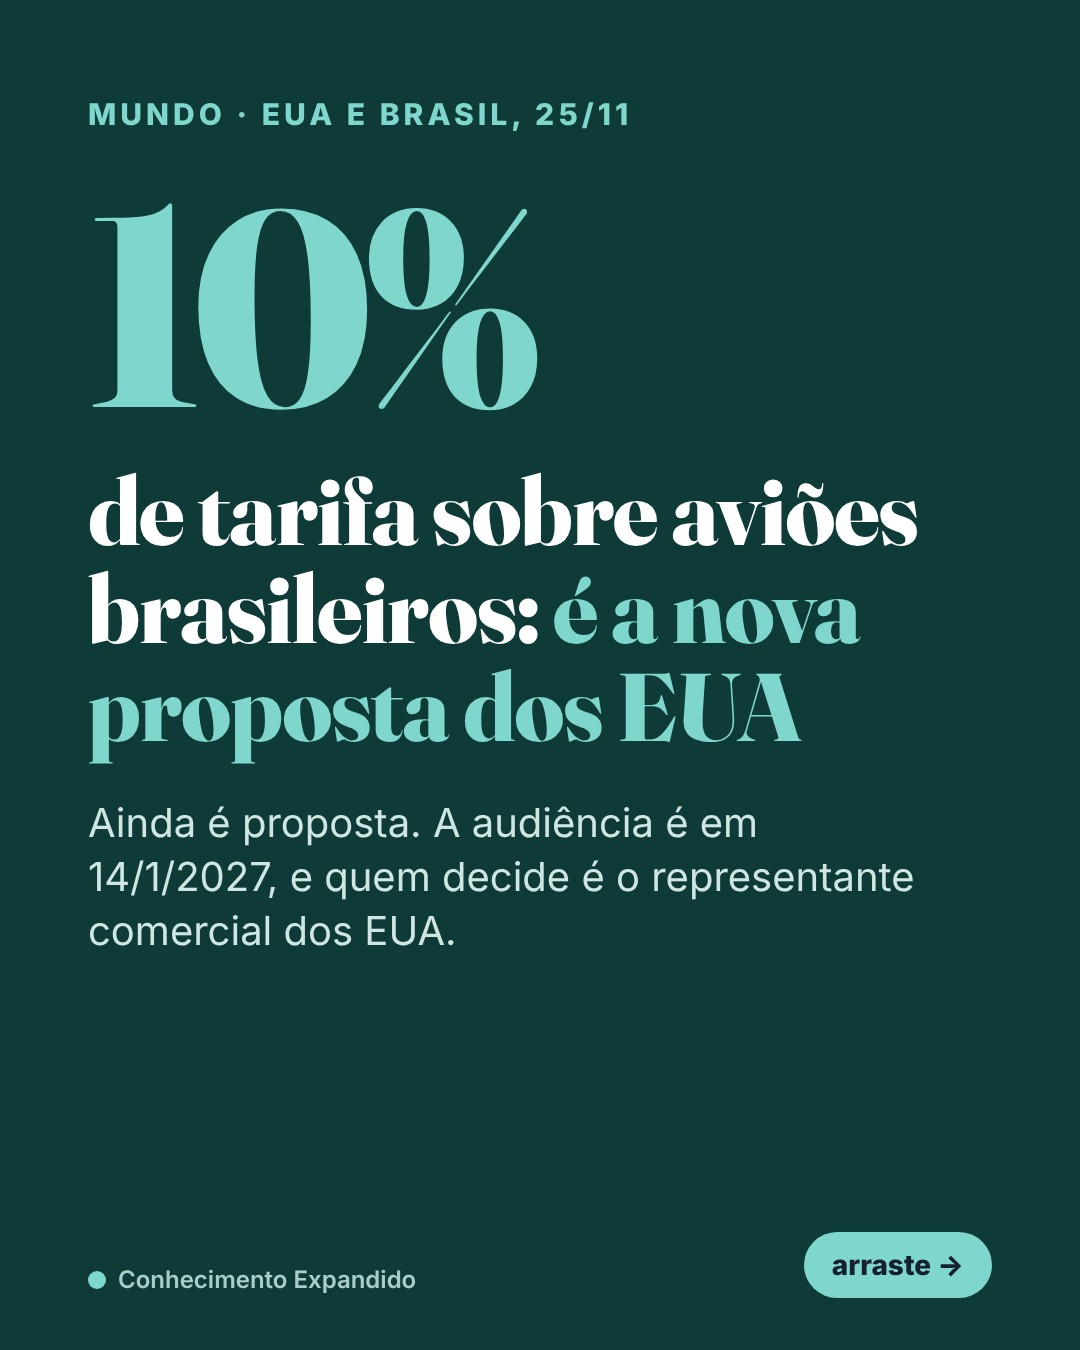 MUNDO · EUA E BRASIL, 25/11
10%
de tarifa sobre aviões
brasileiros: é a nova
proposta dos EUA
Ainda é proposta. A audiência é em
14/1/2027, e quem decide é o representante
comercial dos EUA.
Conhecimento Expandido
arraste →